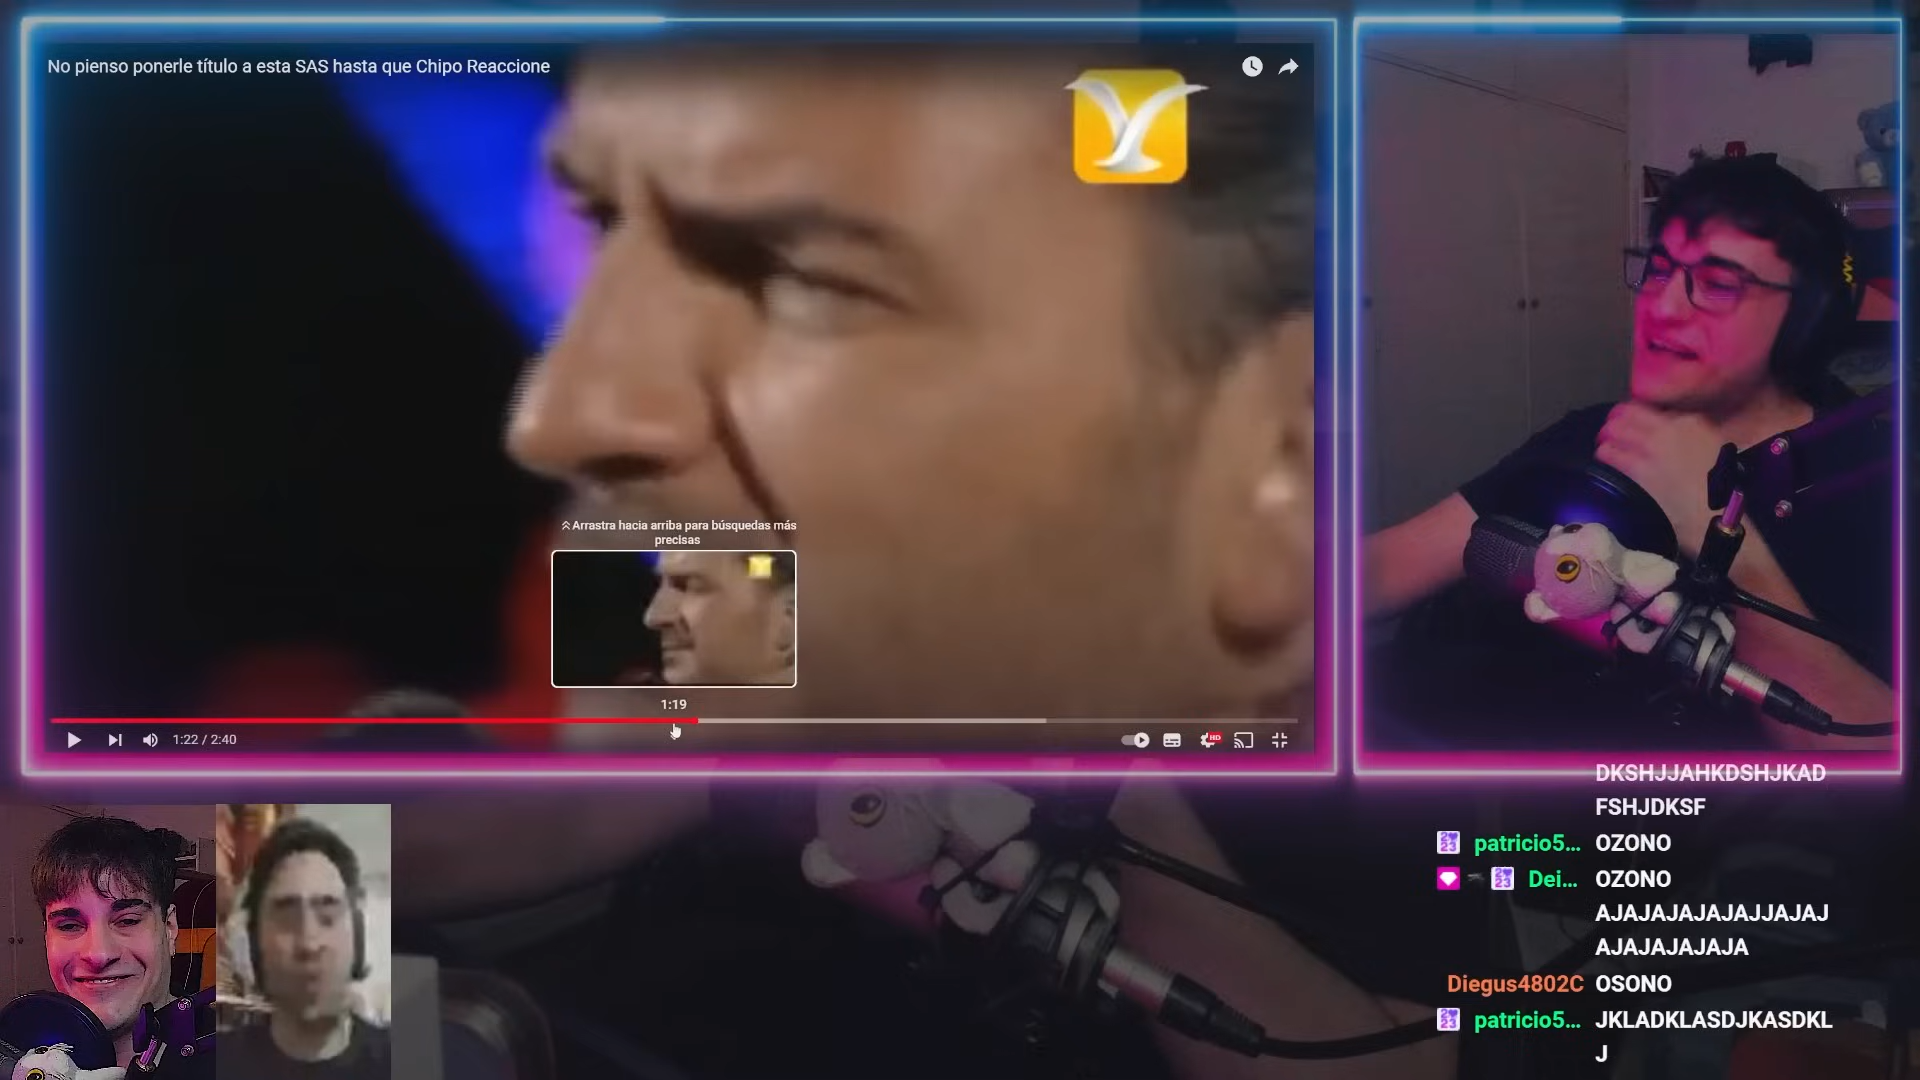 No pienso ponerle título a esta SAS hasta que Chipo Reaccione
Arrastra hacia arriba para búsquedas más
precisas
1:19
1:22 / 2:40
HD
DKSHJJAHKDSHJKAD
FSHJDKSF
patricio5... OZONO
Dei... OZONO
AJAJAJAJAJAJJAJAJ
AJAJAJAJAJA
Diegus4802C OSONO
patricio5... JKLADKLASDJKASDKL
J